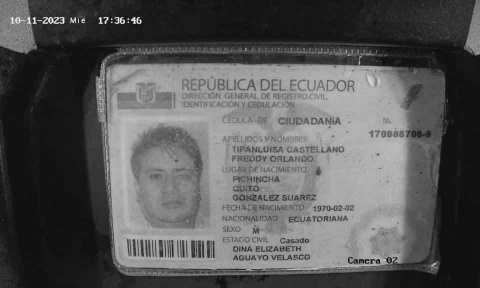 10-11-2023 Mié 17:36:46
REPÚBLICA DEL ECUADOR
DIRECCIÓN GENERAL DE REGISTRO CIVIL,
IDENTIFICACIÓN Y CEDULACIÓN
CÉDULA DE CIUDADANÍA No.
170986706-9
APELLIDOS Y NOMBRES
TIPANLUISA CASTELLANO
FREDDY ORLANDO
LUGAR DE NACIMIENTO
PICHINCHA
QUITO
GONZALEZ SUAREZ
FECHA DE NACIMIENTO 1970-02-02
NACIONALIDAD ECUATORIANA
SEXO M
ESTADO CIVIL Casado
DINA ELIZABETH
AGUAYO VELASCO
Camera 02